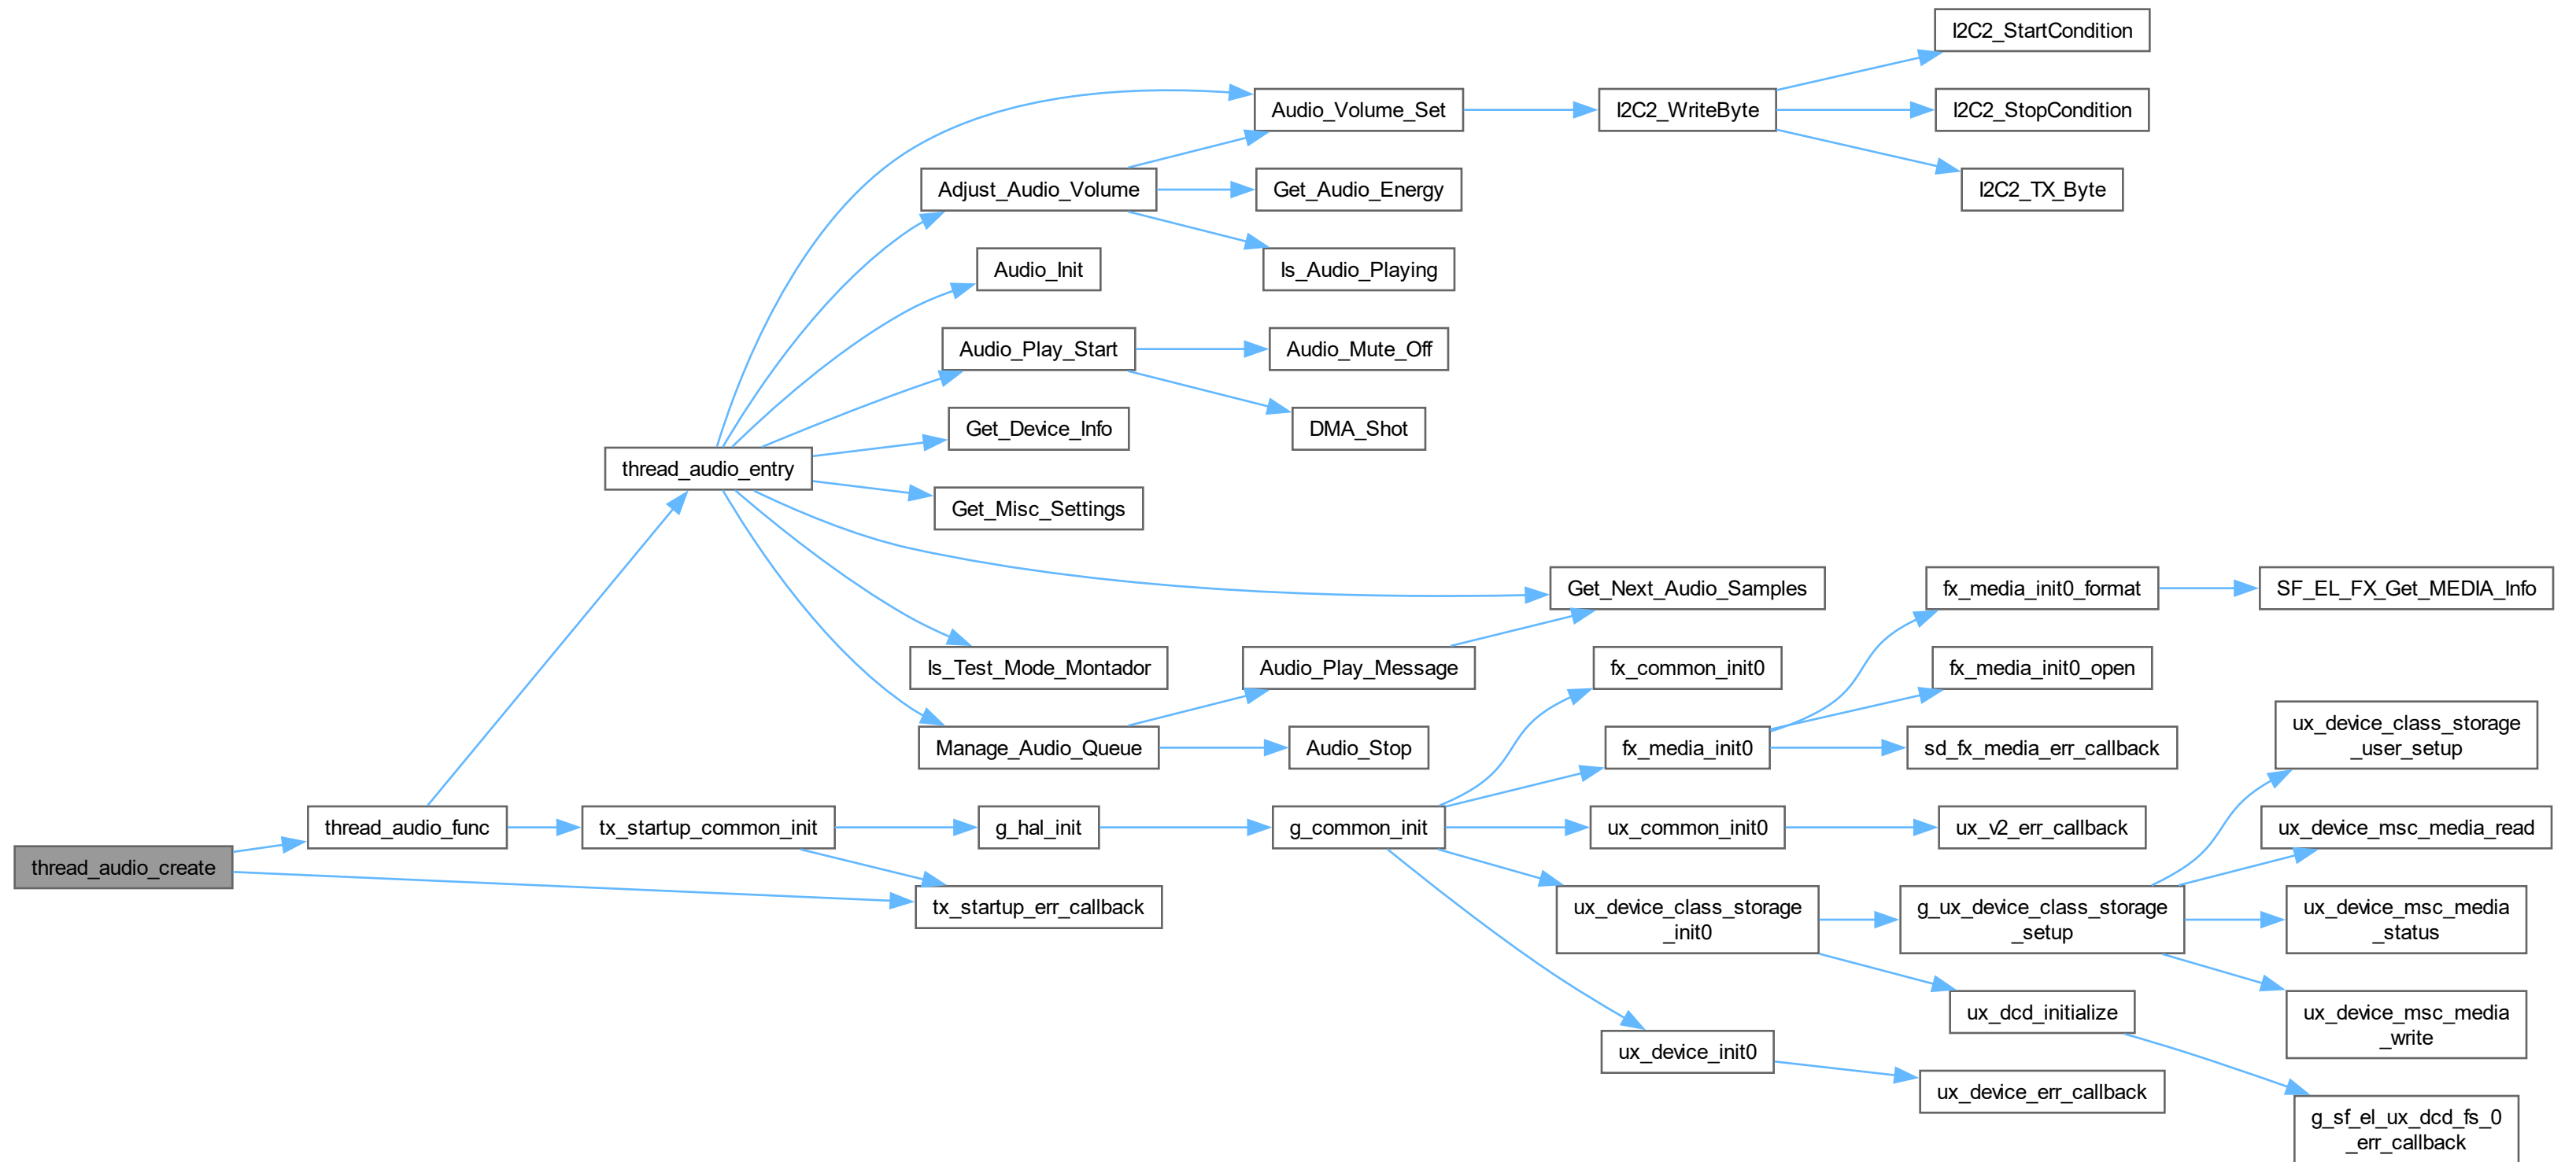 I2C2_StartCondition
Audio_Volume_Set
I2C2_WriteByte
I2C2_StopCondition
Adjust_Audio_Volume
Get_Audio_Energy
I2C2_TX_Byte
Audio_Init
Is_Audio_Playing
Audio_Play_Start
Audio_Mute_Off
Get_Device_Info
DMA_Shot
thread_audio_entry
Get_Misc_Settings
Get_Next_Audio_Samples
fx_media_init0_format
SF_EL_FX_Get_MEDIA_Info
Is_Test_Mode_Montador
Audio_Play_Message
fx_common_init0
fx_media_init0_open
Manage_Audio_Queue
Audio_Stop
fx_media_init0
sd_fx_media_err_callback
ux_device_class_storage
_user_setup
thread_audio_func
tx_startup_common_init
g_hal_init
g_common_init
ux_common_init0
ux_v2_err_callback
ux_device_msc_media_read
thread_audio_create
tx_startup_err_callback
ux_device_class_storage
_init0
g_ux_device_class_storage
_setup
ux_device_msc_media
_status
ux_dcd_initialize
ux_device_msc_media
_write
ux_device_init0
ux_device_err_callback
g_sf_el_ux_dcd_fs_0
_err_callback